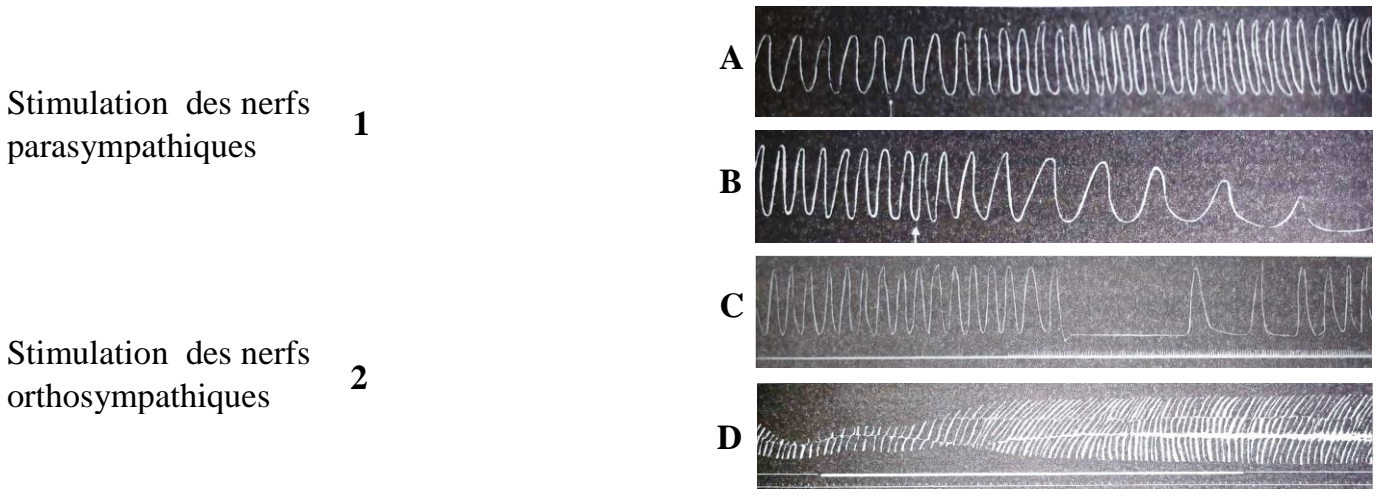 Stimulation des nerfs
parasympathiques
1
Stimulation des nerfs
orthosympathiques
2
A
B
C
D